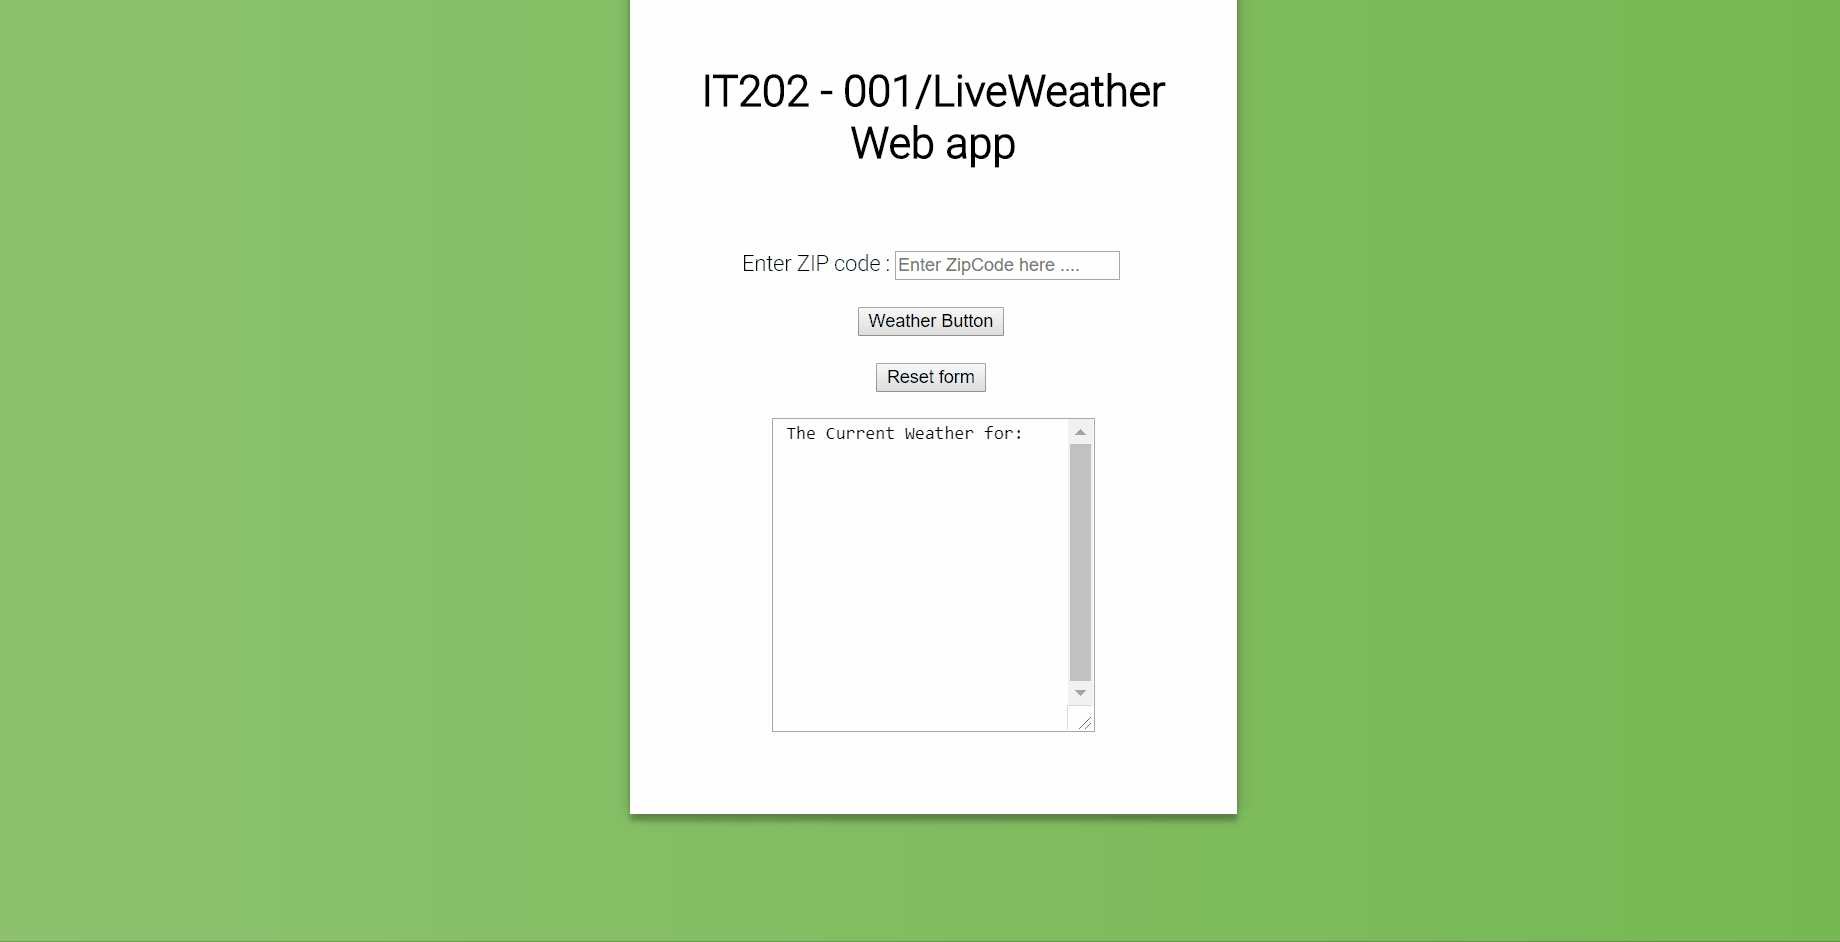 IT202 - 001/LiveWeather
Web app
Enter ZIP code : Enter ZipCode here ....
Weather Button
Reset form
The Current Weather for: